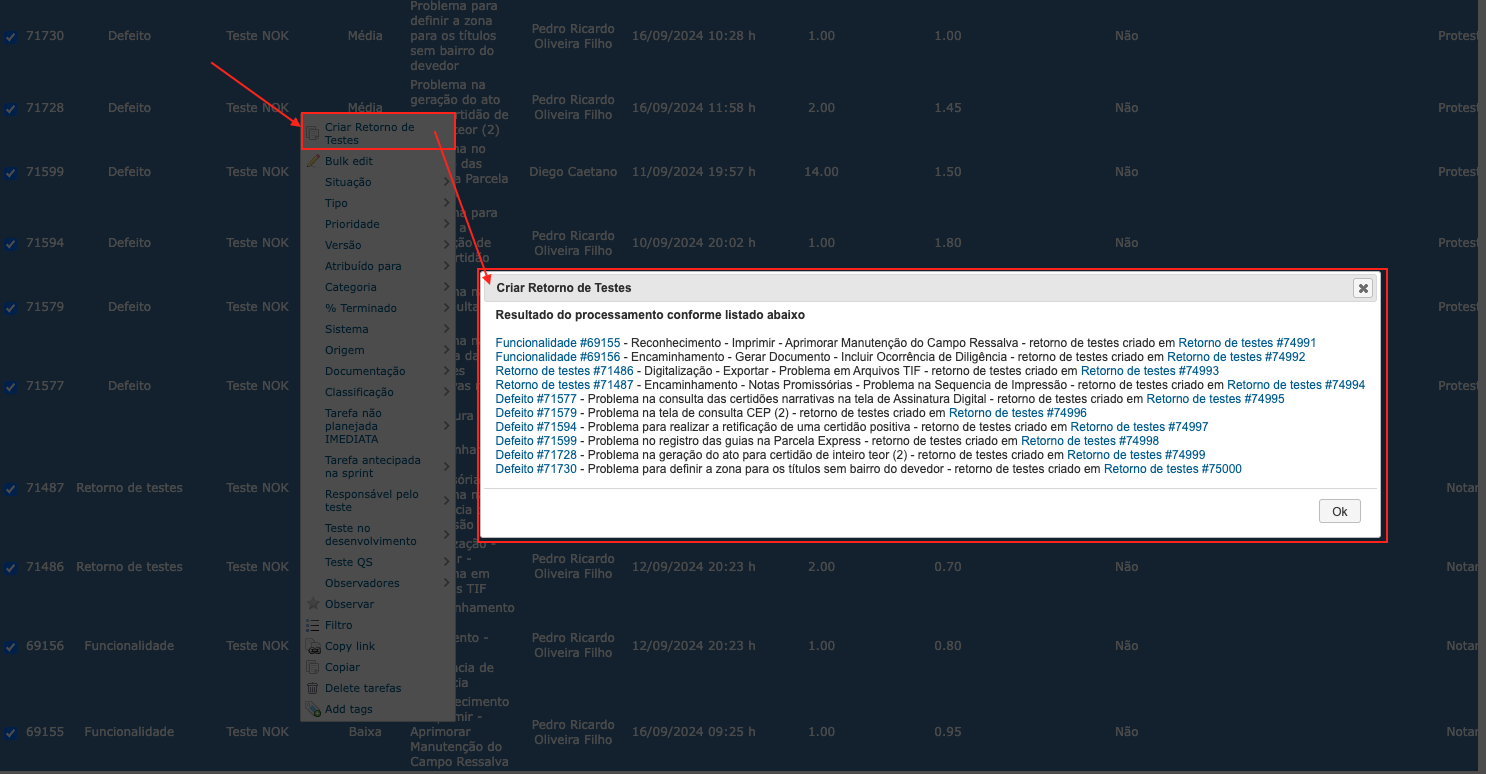 71730 Defeito Teste NOK Média Problema para definir a zona para os títulos sem bairro do devedor Pedro Ricardo Oliveira Filho 16/09/2024 10:28 h 1.00 1.00 Não Protest
71728 Defeito Teste NOK Média Problema na geração do ato rtidão de teor (2) Pedro Ricardo Oliveira Filho 16/09/2024 11:58 h 2.00 1.45 Não Protest
71599 Defeito Teste NOK na no das a Parcela Diego Caetano 11/09/2024 19:57 h 14.00 1.50 Não Protest
71594 Defeito Teste NOK na para a ção de rtidão Pedro Ricardo Oliveira Filho 10/09/2024 20:02 h 1.00 1.80 Não Protest
71579 Defeito Teste NOK Protest
71577 Defeito Teste NOK Protest
71487 Retorno de testes Teste NOK Notar
71486 Retorno de testes Teste NOK Pedro Ricardo Oliveira Filho 12/09/2024 20:23 h 2.00 0.70 Não Notar
69156 Funcionalidade Teste NOK Pedro Ricardo Oliveira Filho 12/09/2024 20:23 h 1.00 0.80 Não Notar
69155 Funcionalidade Teste NOK Baixa Aprimorar Manutenção do Campo Ressalva Pedro Ricardo Oliveira Filho 16/09/2024 09:25 h 1.00 0.95 Não Notar
Criar Retorno de
Testes
Bulk edit
Situação
Tipo
Prioridade
Versão
Atribuído para
Categoria
% Terminado
Sistema
Origem
Documentação
Classificação
Tarefa não
planejada
IMEDIATA
Tarefa antecipada
na sprint
Responsável pelo
teste
Teste no
desenvolvimento
Teste QS
Observadores
Observar
Filtro
Copy link
Copiar
Delete tarefas
Add tags
Criar Retorno de Testes
Resultado do processamento conforme listado abaixo
Funcionalidade #69155 - Reconhecimento - Imprimir - Aprimorar Manutenção do Campo Ressalva - retorno de testes criado em Retorno de testes #74991
Funcionalidade #69156 - Encaminhamento - Gerar Documento - Incluir Ocorrência de Diligência - retorno de testes criado em Retorno de testes #74992
Retorno de testes #71486 - Digitalização - Exportar - Problema em Arquivos TIF - retorno de testes criado em Retorno de testes #74993
Retorno de testes #71487 - Encaminhamento - Notas Promissórias - Problema na Sequencia de Impressão - retorno de testes criado em Retorno de testes #74994
Defeito #71577 - Problema na consulta das certidões narrativas na tela de Assinatura Digital - retorno de testes criado em Retorno de testes #74995
Defeito #71579 - Problema na tela de consulta CEP (2) - retorno de testes criado em Retorno de testes #74996
Defeito #71594 - Problema para realizar a retificação de uma certidão positiva - retorno de testes criado em Retorno de testes #74997
Defeito #71599 - Problema no registro das guias na Parcela Express - retorno de testes criado em Retorno de testes #74998
Defeito #71728 - Problema na geração do ato para certidão de inteiro teor (2) - retorno de testes criado em Retorno de testes #74999
Defeito #71730 - Problema para definir a zona para os títulos sem bairro do devedor - retorno de testes criado em Retorno de testes #75000
Ok